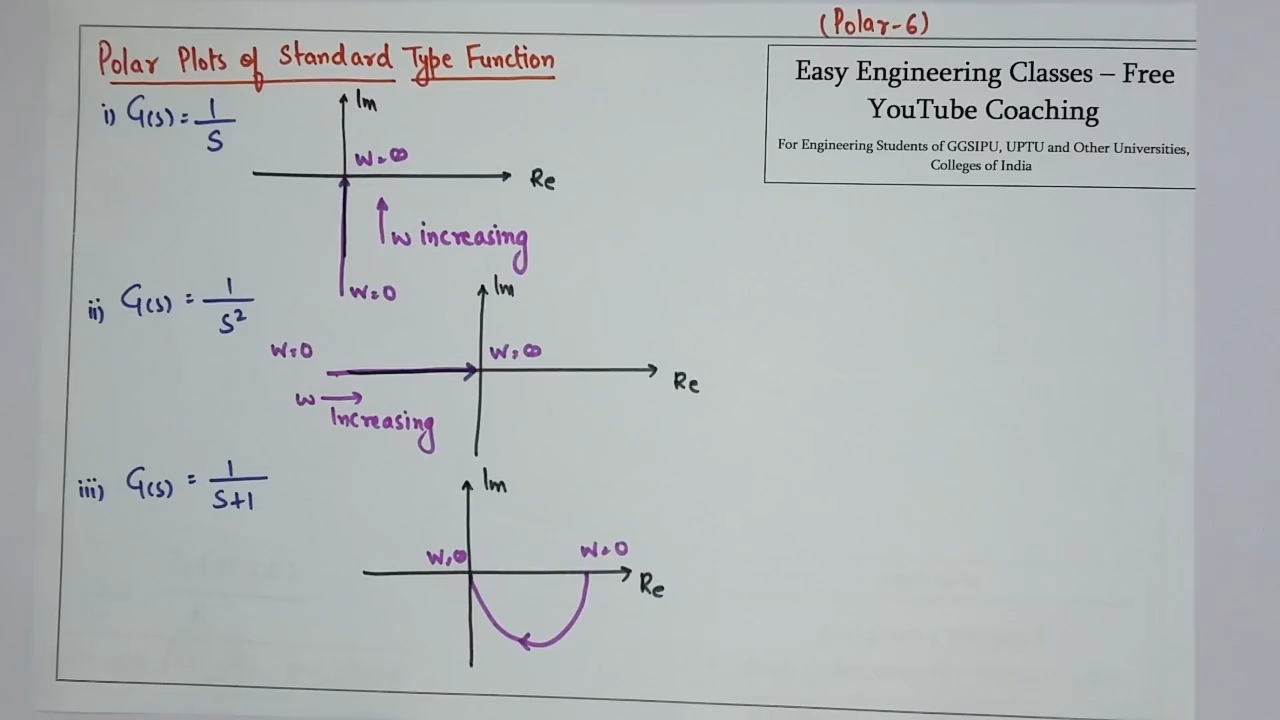 (Polar-6)
Polar Plots of Standard Type Function
Easy Engineering Classes – Free
YouTube Coaching
For Engineering Students of GGSIPU, UPTU and Other Universities,
Colleges of India
i) G(s) = 1/S
Im
W=∞
Re
W increasing
W=0
ii) G(s) = 1/S²
Im
W=0
W=∞
Re
W → Increasing
iii) G(s) = 1/S+1
Im
W=∞
W=0
Re